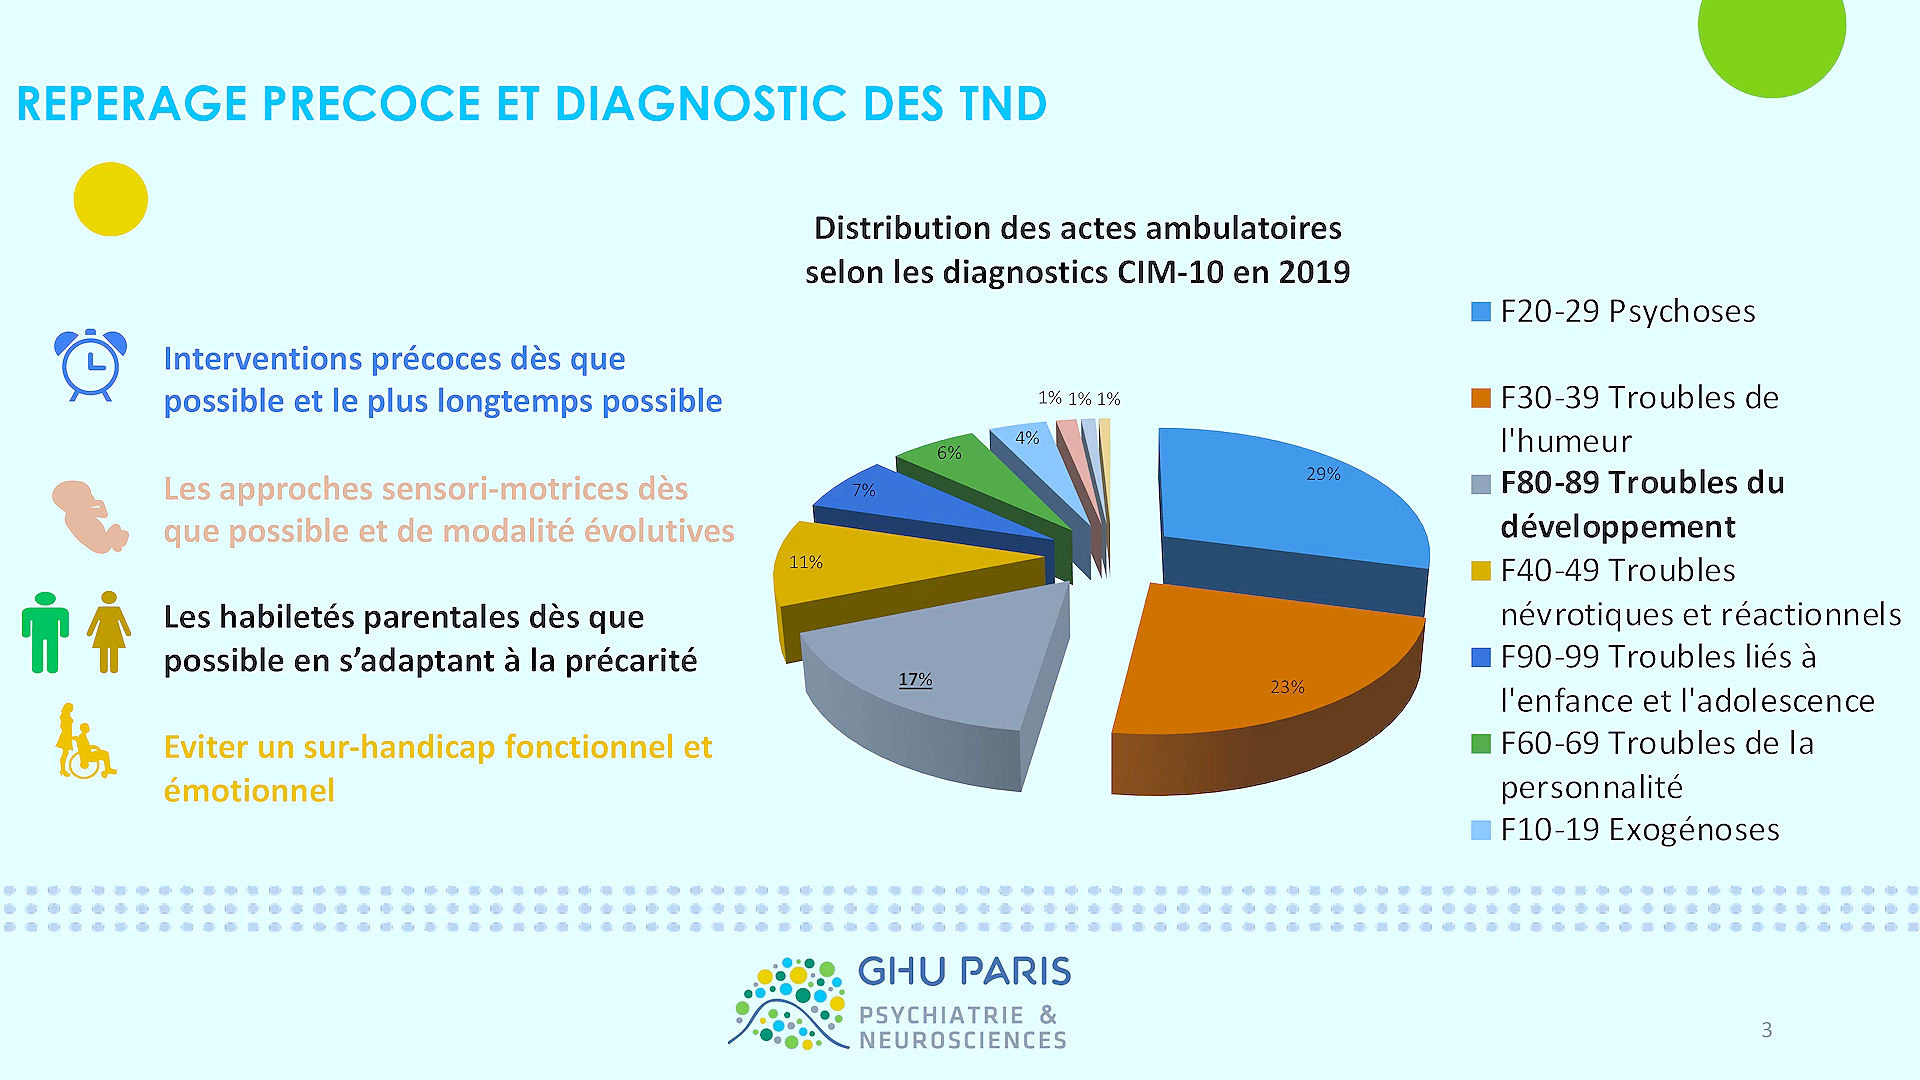 REPERAGE PRECOCE ET DIAGNOSTIC DES TND
Interventions précoces dès que
possible et le plus longtemps possible
Les approches sensori-motrices dès
que possible et de modalité évolutives
Les habiletés parentales dès que
possible en s’adaptant à la précarité
Eviter un sur-handicap fonctionnel et
émotionnel
Distribution des actes ambulatoires
selon les diagnostics CIM-10 en 2019
29%
23%
17%
11%
7%
6%
4%
1%
1%
1%
F20-29 Psychoses
F30-39 Troubles de
l'humeur
F80-89 Troubles du
développement
F40-49 Troubles
névrotiques et réactionnels
F90-99 Troubles liés à
l'enfance et l'adolescence
F60-69 Troubles de la
personnalité
F10-19 Exogénoses
GHU PARIS
PSYCHIATRIE &
NEUROSCIENCES
3